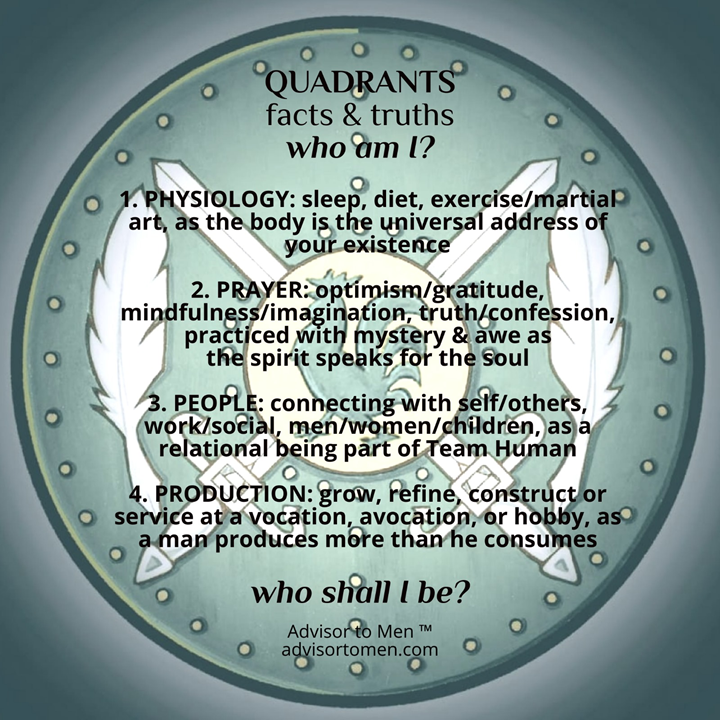 QUADRANTS
facts & truths
who am I?
1. PHYSIOLOGY: sleep, diet, exercise/martial
art, as the body is the universal address of
your existence
2. PRAYER: optimism/gratitude,
mindfulness/imagination, truth/confession,
practiced with mystery & awe as
the spirit speaks for the soul
3. PEOPLE: connecting with self/others,
work/social, men/women/children, as a
relational being part of Team Human
4. PRODUCTION: grow, refine, construct or
service at a vocation, avocation, or hobby, as
a man produces more than he consumes
who shall I be?
Advisor to Men ™
advisortomen.com